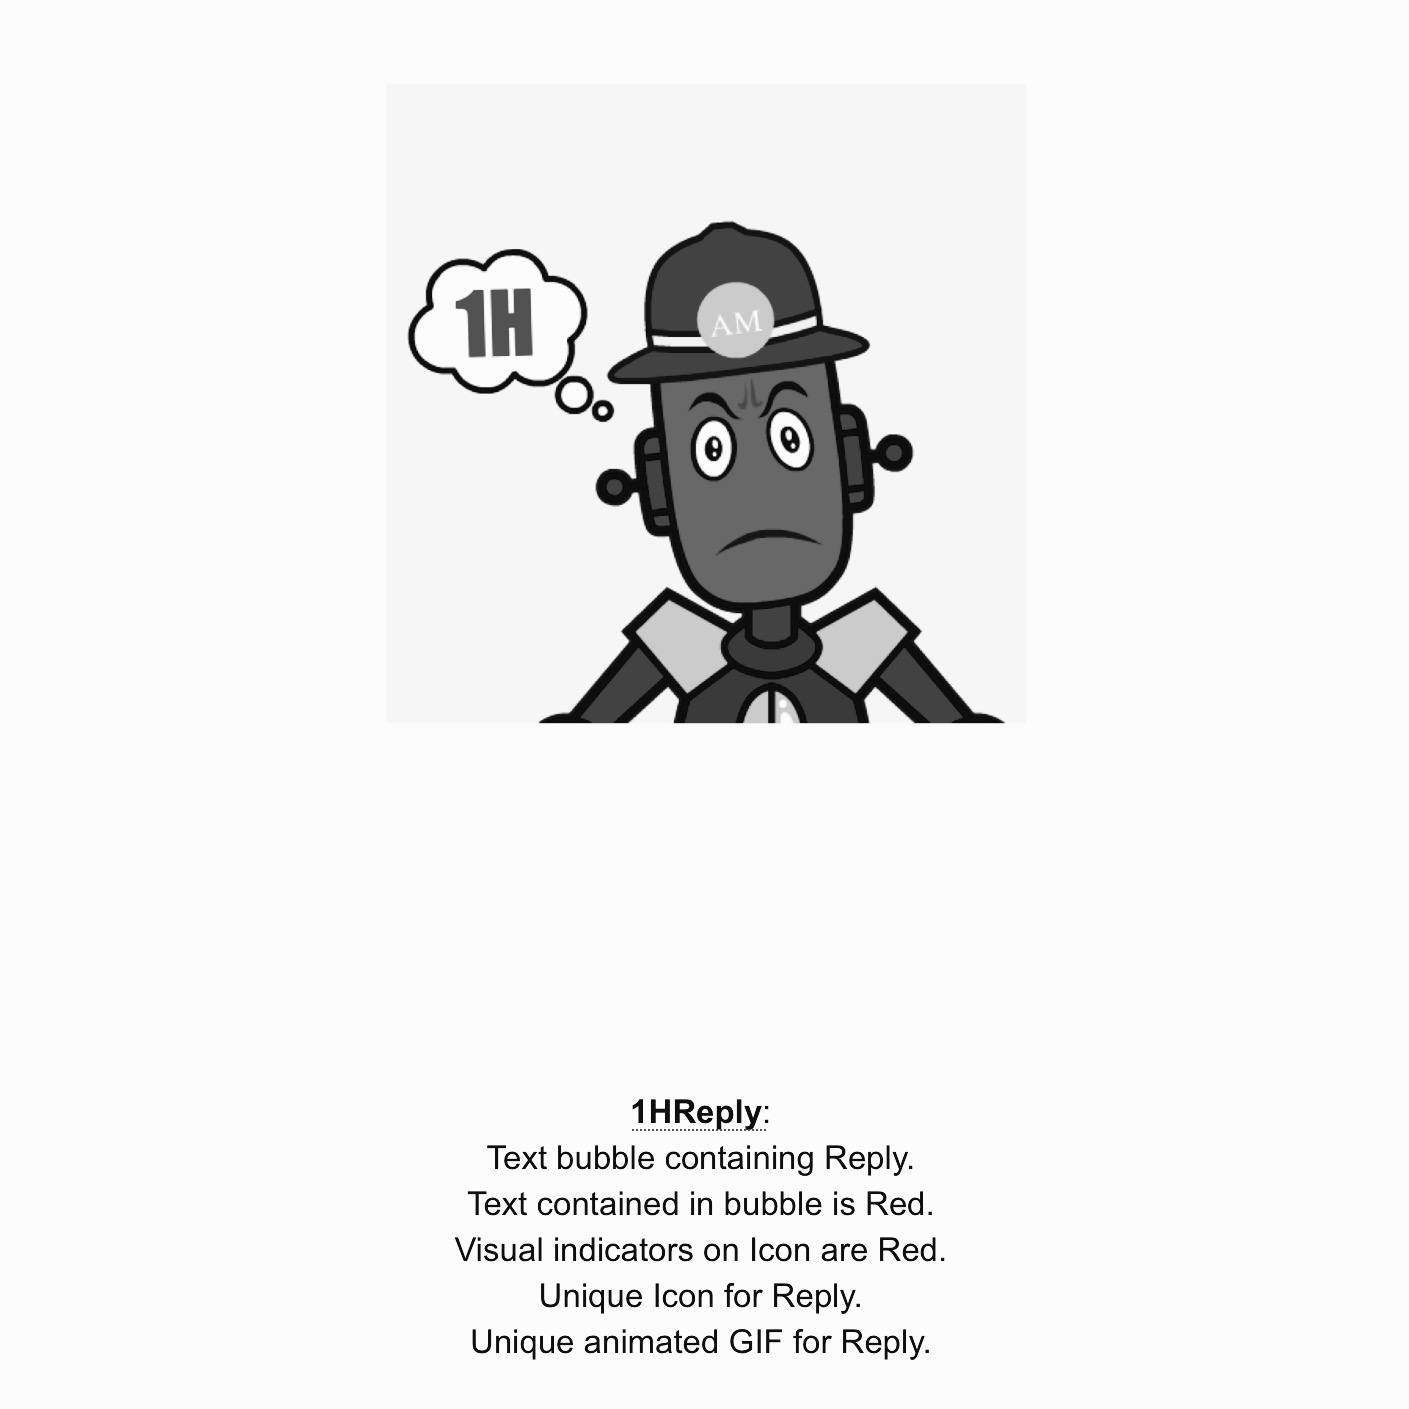 1H
AM
1HReply:
Text bubble containing Reply.
Text contained in bubble is Red.
Visual indicators on Icon are Red.
Unique Icon for Reply.
Unique animated GIF for Reply.